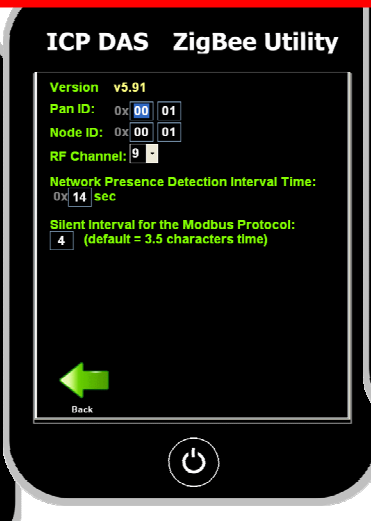 ICP DAS ZigBee Utility
Version v5.91
Pan ID: 0x 00 01
Node ID: 0x 00 01
RF Channel: 9
Network Presence Detection Interval Time:
0x 14 sec
Silent Interval for the Modbus Protocol:
4 (default = 3.5 characters time)
Back